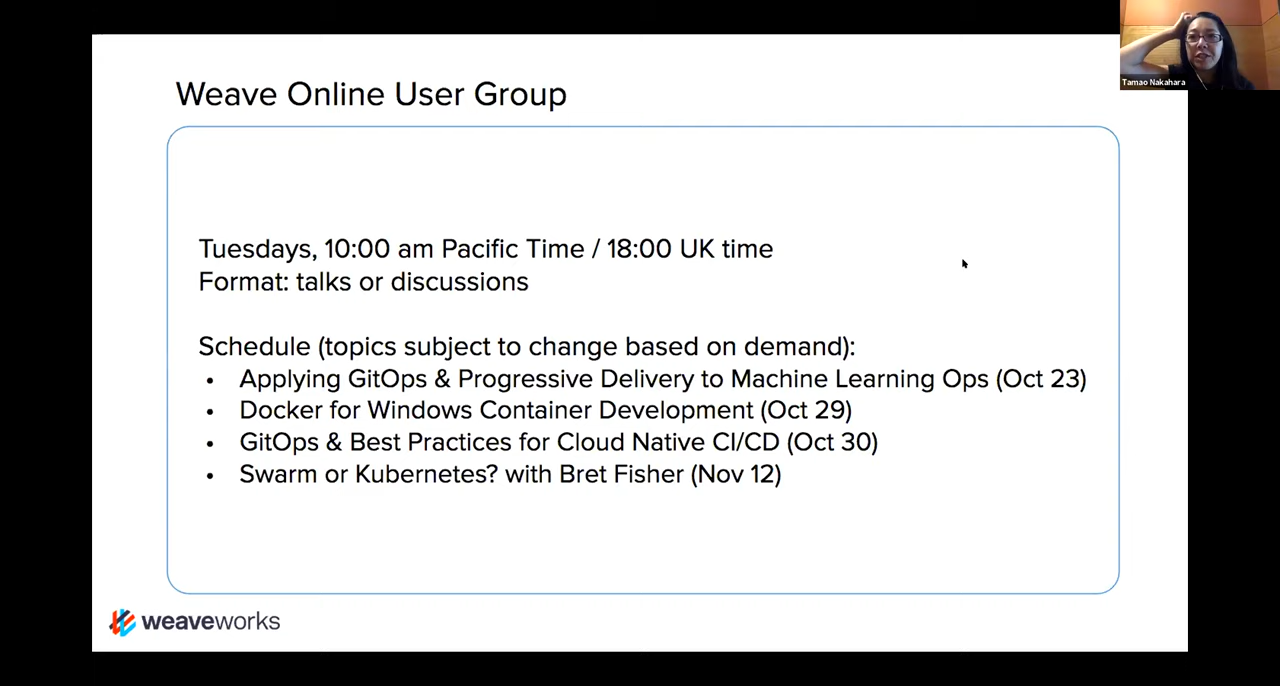 Weave Online User Group
Tamao Nakahara
Tuesdays, 10:00 am Pacific Time / 18:00 UK time
Format: talks or discussions
Schedule (topics subject to change based on demand):
• Applying GitOps & Progressive Delivery to Machine Learning Ops (Oct 23)
• Docker for Windows Container Development (Oct 29)
• GitOps & Best Practices for Cloud Native CI/CD (Oct 30)
• Swarm or Kubernetes? with Bret Fisher (Nov 12)
weaveworks